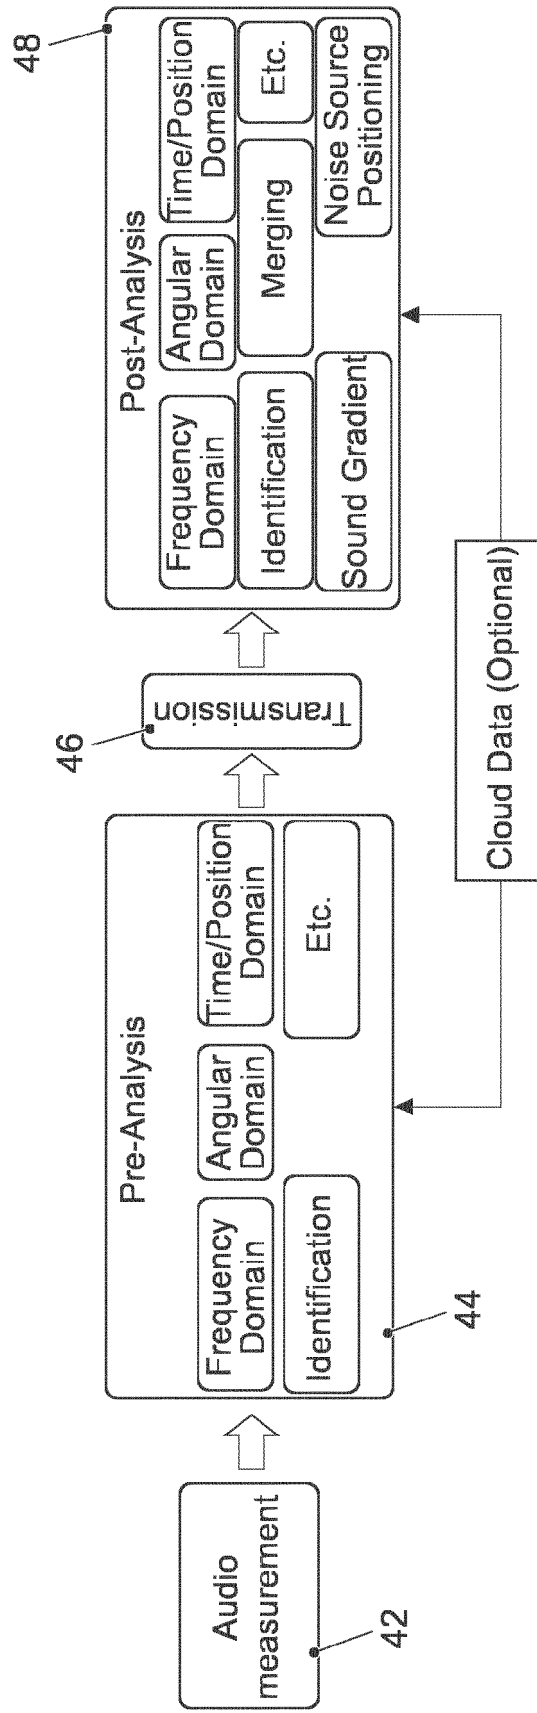 42
Audio
measurement
Pre-Analysis
Frequency
Domain
Angular
Domain
Time/Position
Domain
Identification
Etc.
44
46
Transmission
48
Post-Analysis
Frequency
Domain
Angular
Domain
Time/Position
Domain
Identification
Merging
Etc.
Sound Gradient
Noise Source
Positioning
Cloud Data (Optional)